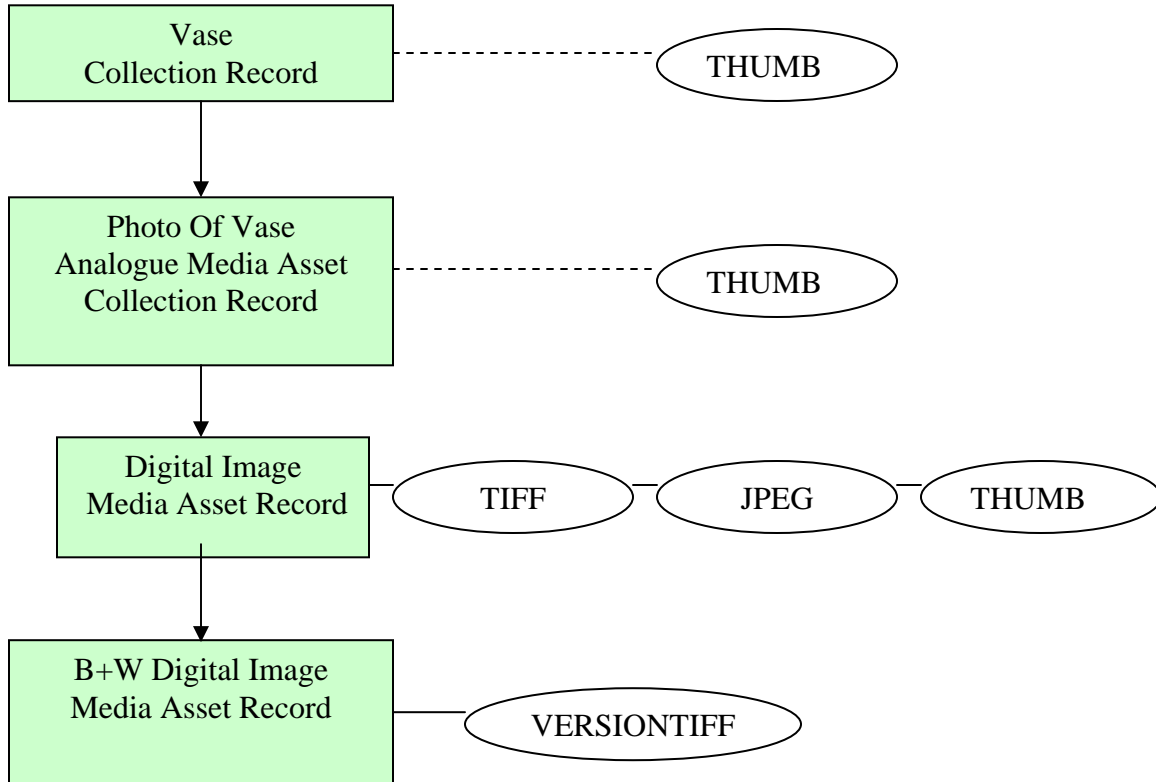 Vase
Collection Record
THUMB
Photo Of Vase
Analogue Media Asset
Collection Record
THUMB
Digital Image
Media Asset Record
TIFF
JPEG
THUMB
B+W Digital Image
Media Asset Record
VERSIONTIFF